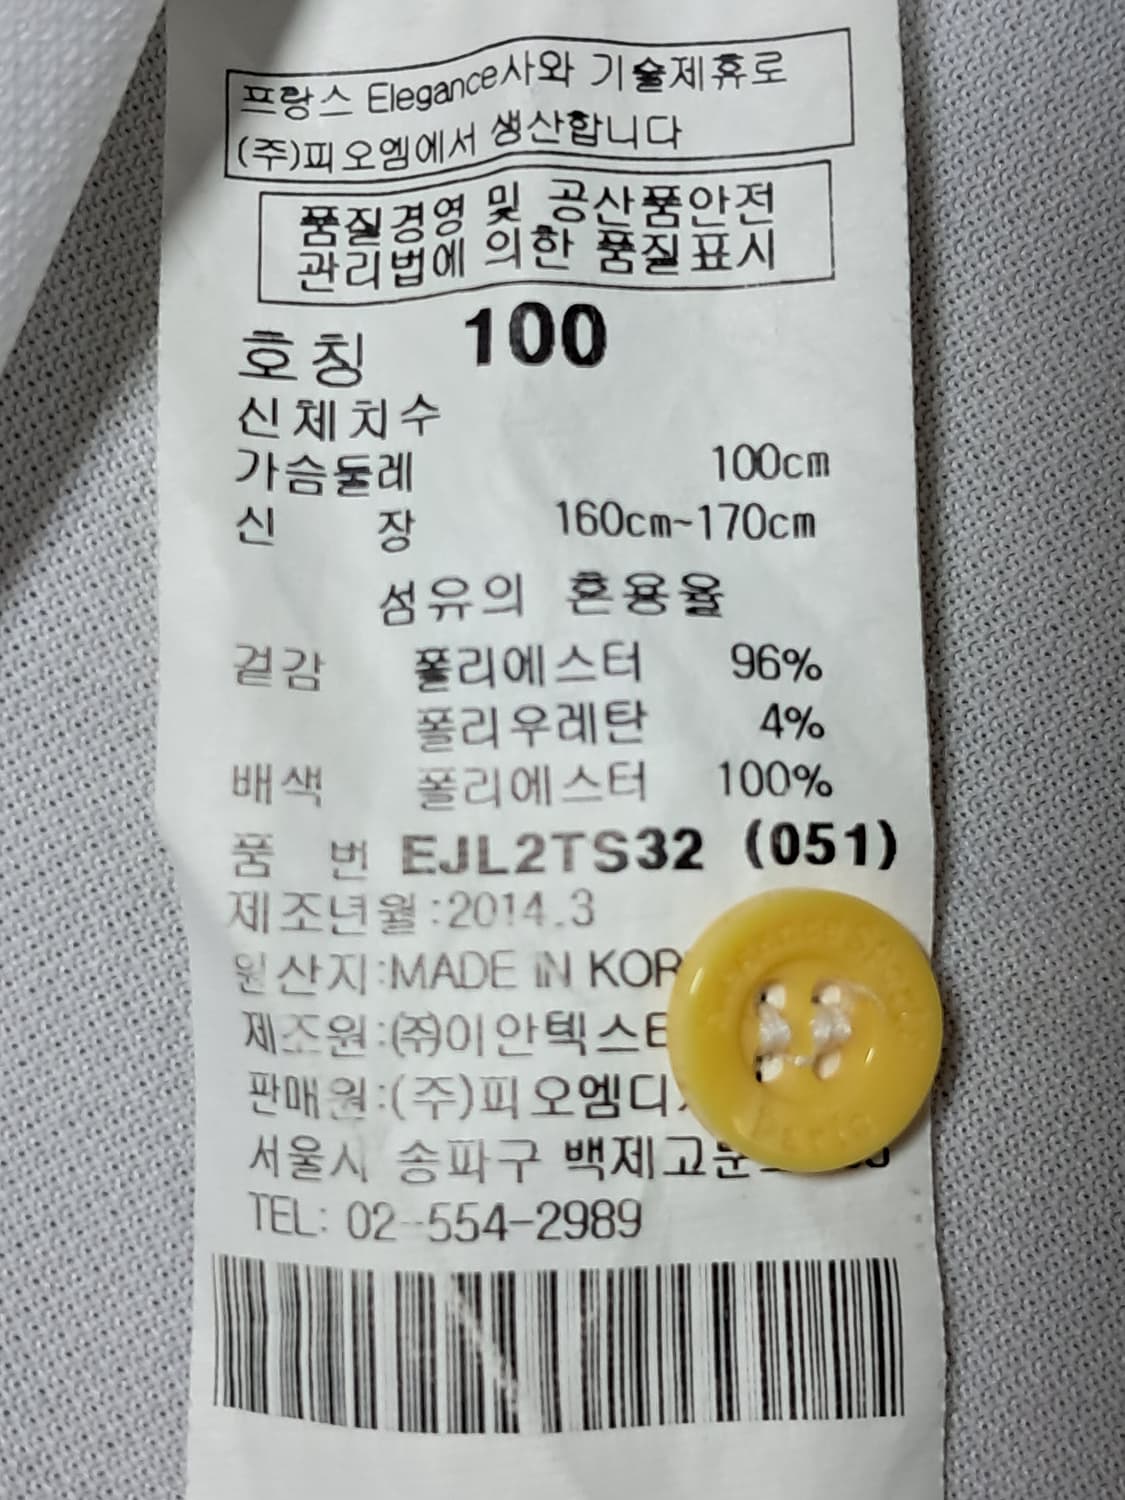 프랑스 Elegance사와 기술제휴로
(주)피오엠에서 생산합니다
품질경영 및 공산품안전
관리법에 의한 품질표시
호칭 100
신체치수
가슴둘레 100cm
신 장 160cm~170cm
섬유의 혼용율
겉감 폴리에스터 96%
폴리우레탄 4%
배색 폴리에스터 100%
품 번 EJL2TS32 (051)
제조년월:2014.3
원산지:MADE IN KOR
제조원:㈜이안텍스
판매원:(주)피오엠디
서울시 송파구 백제고
TEL: 02-554-2989